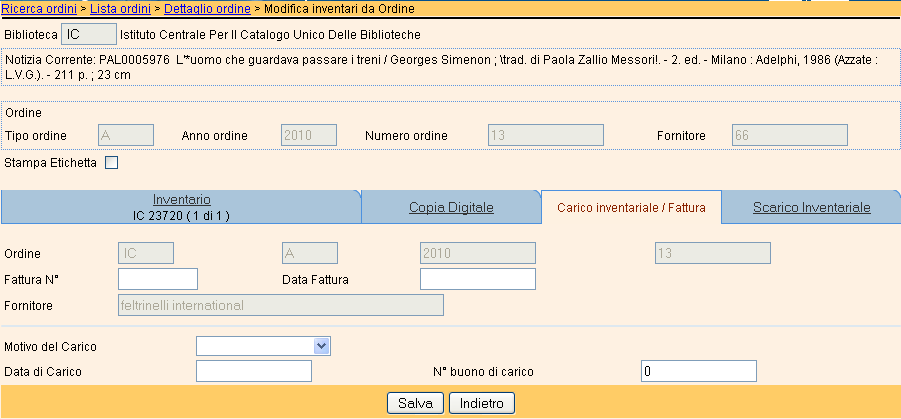 Ricerca ordini > Lista ordini > Dettaglio ordine > Modifica inventari da Ordine
Biblioteca IC Istituto Centrale Per Il Catalogo Unico Delle Biblioteche
Notizia Corrente: PAL0005976 L'*uomo che guardava passare i treni / Georges Simenon ; \trad. di Paola Zallio Messori!. - 2. ed. - Milano : Adelphi, 1986 (Azzate :
L.V.G.). - 211 p. ; 23 cm
Ordine
Tipo ordine A Anno ordine 2010 Numero ordine 13 Fornitore 66
Stampa Etichetta
Inventario
IC 23720 ( 1 di 1 )
Copia Digitale
Carico inventariale / Fattura
Scarico Inventariale
Ordine IC A 2010 13
Fattura N° Data Fattura
Fornitore feltrinelli international
Motivo del Carico
Data di Carico N° buono di carico 0
Salva Indietro